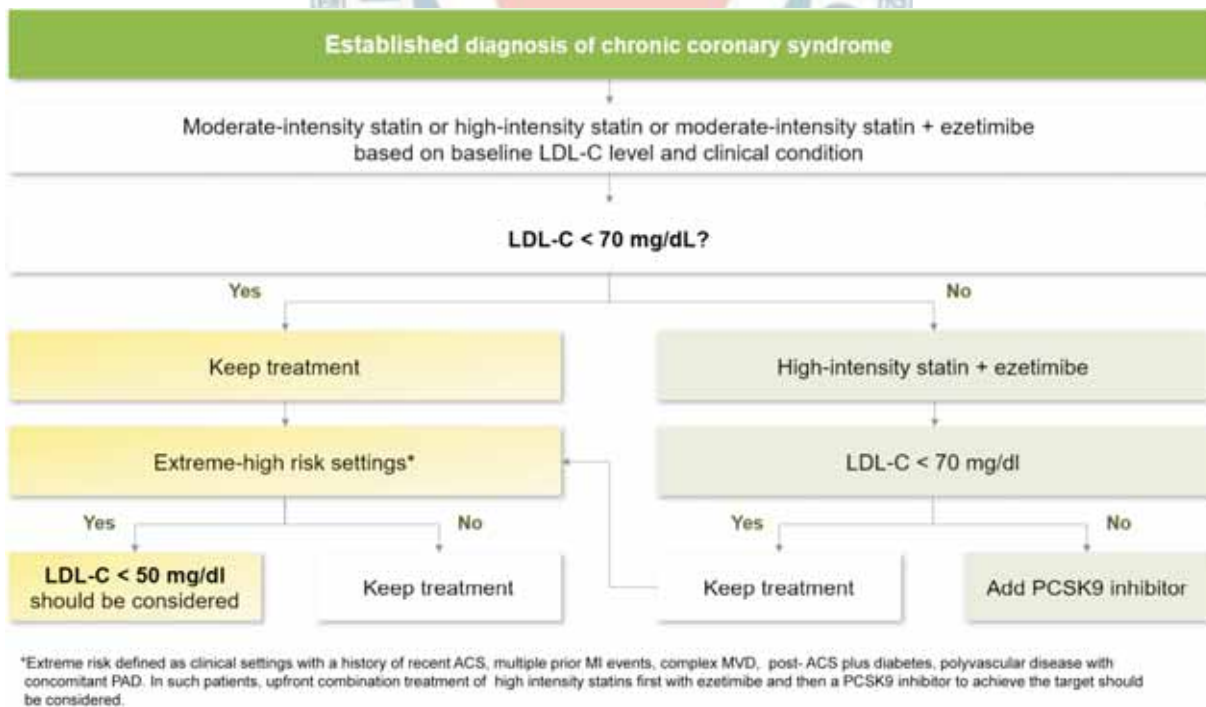 Established diagnosis of chronic coronary syndrome
Moderate-intensity statin or high-intensity statin or moderate-intensity statin + ezetimibe
based on baseline LDL-C level and clinical condition
LDL-C < 70 mg/dL?
Yes
No
Keep treatment
High-intensity statin + ezetimibe
Extreme-high risk settings*
LDL-C < 70 mg/dl
Yes
No
Yes
No
LDL-C < 50 mg/dl
should be considered
Keep treatment
Keep treatment
Add PCSK9 inhibitor
*Extreme risk defined as clinical settings with a history of recent ACS, multiple prior MI events, complex MVD, post- ACS plus diabetes, polyvascular disease with
concomitant PAD. In such patients, upfront combination treatment of high intensity statins first with ezetimibe and then a PCSK9 inhibitor to achieve the target should
be considered.